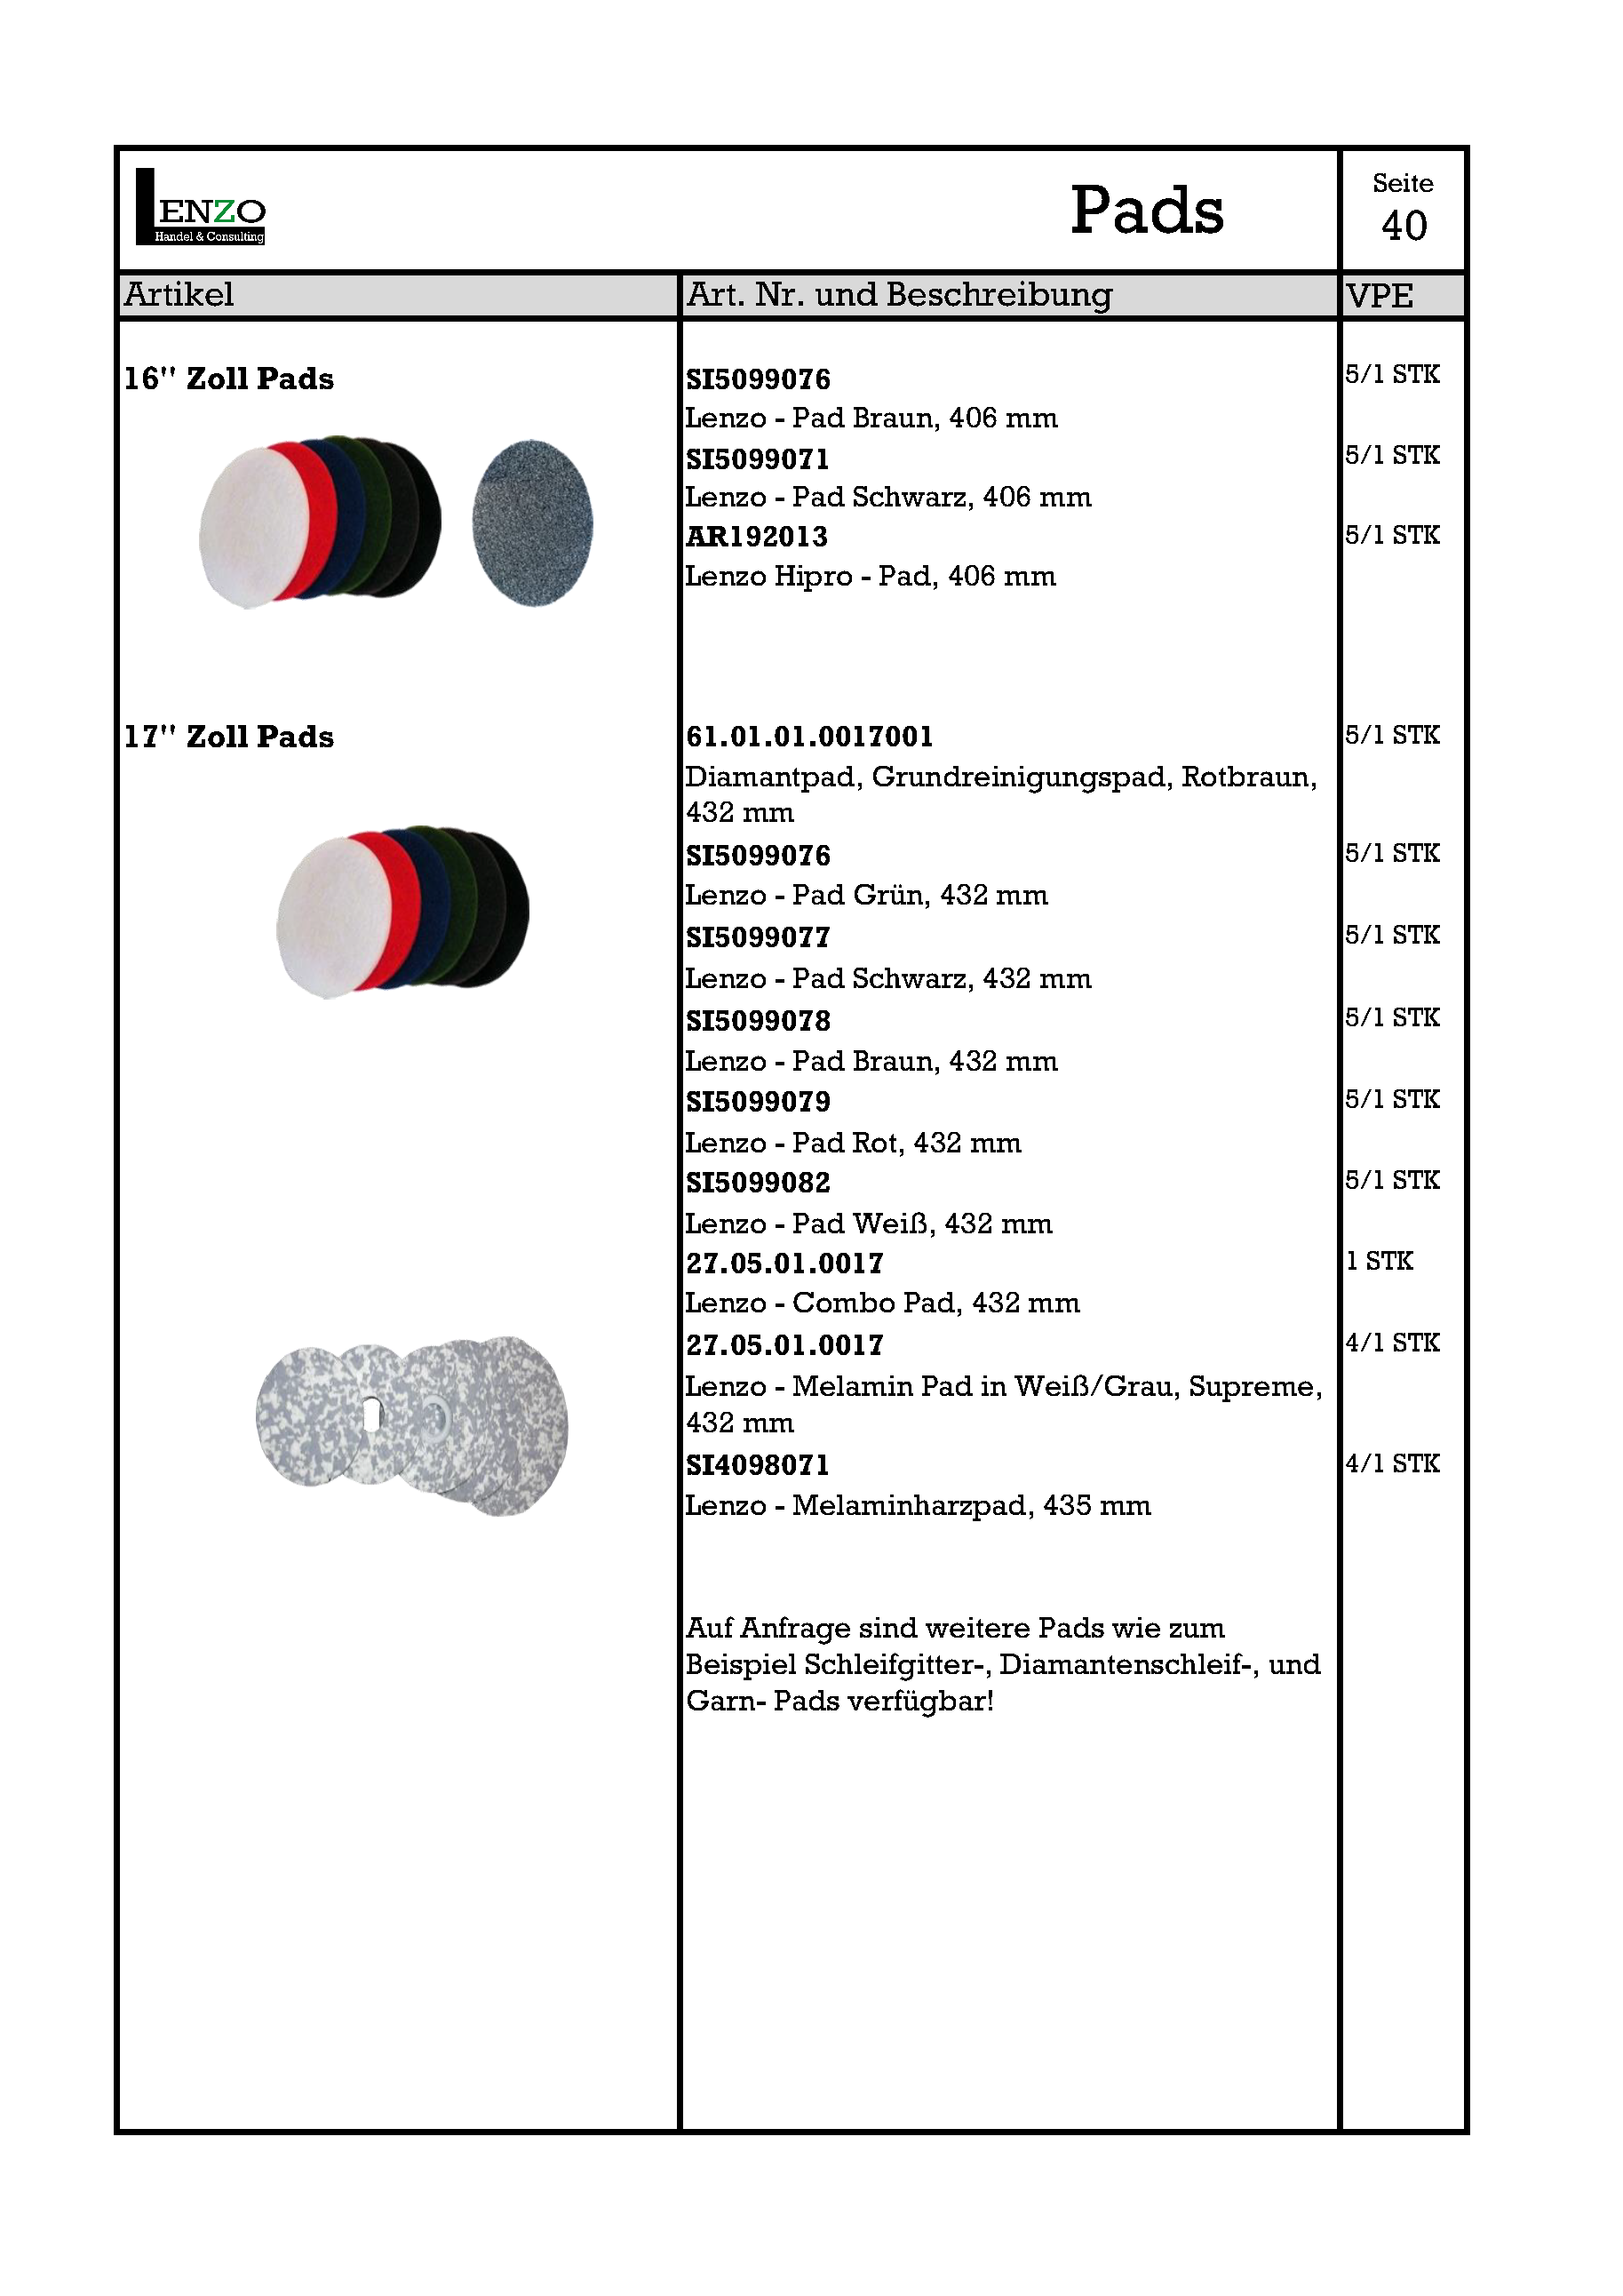 LENZO
Handel & Consulting
Pads
Seite
40
Artikel
Art. Nr. und Beschreibung
VPE
16" Zoll Pads
SI5099076
5/1 STK
Lenzo - Pad Braun, 406 mm
SI5099071
5/1 STK
Lenzo - Pad Schwarz, 406 mm
AR192013
5/1 STK
Lenzo Hipro - Pad, 406 mm
17" Zoll Pads
61.01.01.0017001
5/1 STK
Diamantpad, Grundreinigungspad, Rotbraun,
432 mm
SI5099076
5/1 STK
Lenzo - Pad Grün, 432 mm
SI5099077
5/1 STK
Lenzo - Pad Schwarz, 432 mm
SI5099078
5/1 STK
Lenzo - Pad Braun, 432 mm
SI5099079
5/1 STK
Lenzo - Pad Rot, 432 mm
SI5099082
5/1 STK
Lenzo - Pad Weiß, 432 mm
27.05.01.0017
1 STK
Lenzo - Combo Pad, 432 mm
27.05.01.0017
4/1 STK
Lenzo - Melamin Pad in Weiß/Grau, Supreme,
432 mm
SI4098071
4/1 STK
Lenzo - Melaminharzpad, 435 mm
Auf Anfrage sind weitere Pads wie zum
Beispiel Schleifgitter-, Diamantenschleif-, und
Garn- Pads verfügbar!